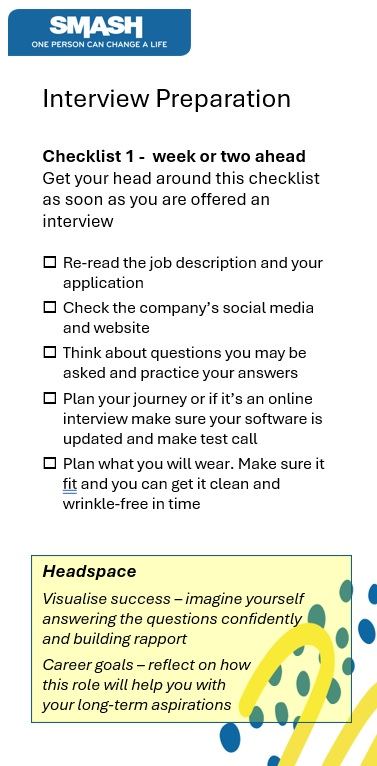 SMASH
ONE PERSON CAN CHANGE A LIFE
Interview Preparation
Checklist 1 -  week or two ahead
Get your head around this checklist
as soon as you are offered an
interview
Re-read the job description and your
application
Check the company’s social media
and website
Think about questions you may be
asked and practice your answers
Plan your journey or if it’s an online
interview make sure your software is
updated and make test call
Plan what you will wear. Make sure it
fit and you can get it clean and
wrinkle-free in time
Headspace
Visualise success – imagine yourself
answering the questions confidently
and building rapport
Career goals – reflect on how
this role will help you with
your long-term aspirations